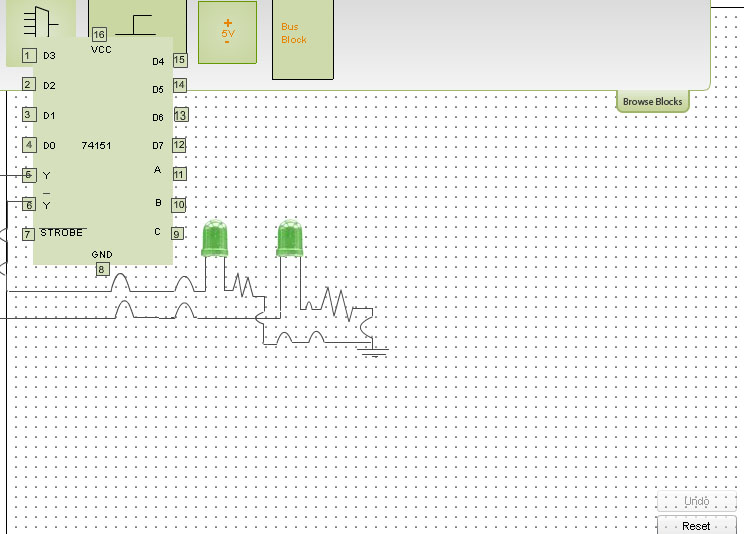 +
5V
-
Bus
Block
16
VCC
1 D3
D4 15
2 D2
D5 14
3 D1
D6 13
4 D0
74151
D7 12
5 Y
A 11
6 Y
B 10
7 STROBE
C 9
GND
8
Browse Blocks
Undo
Reset